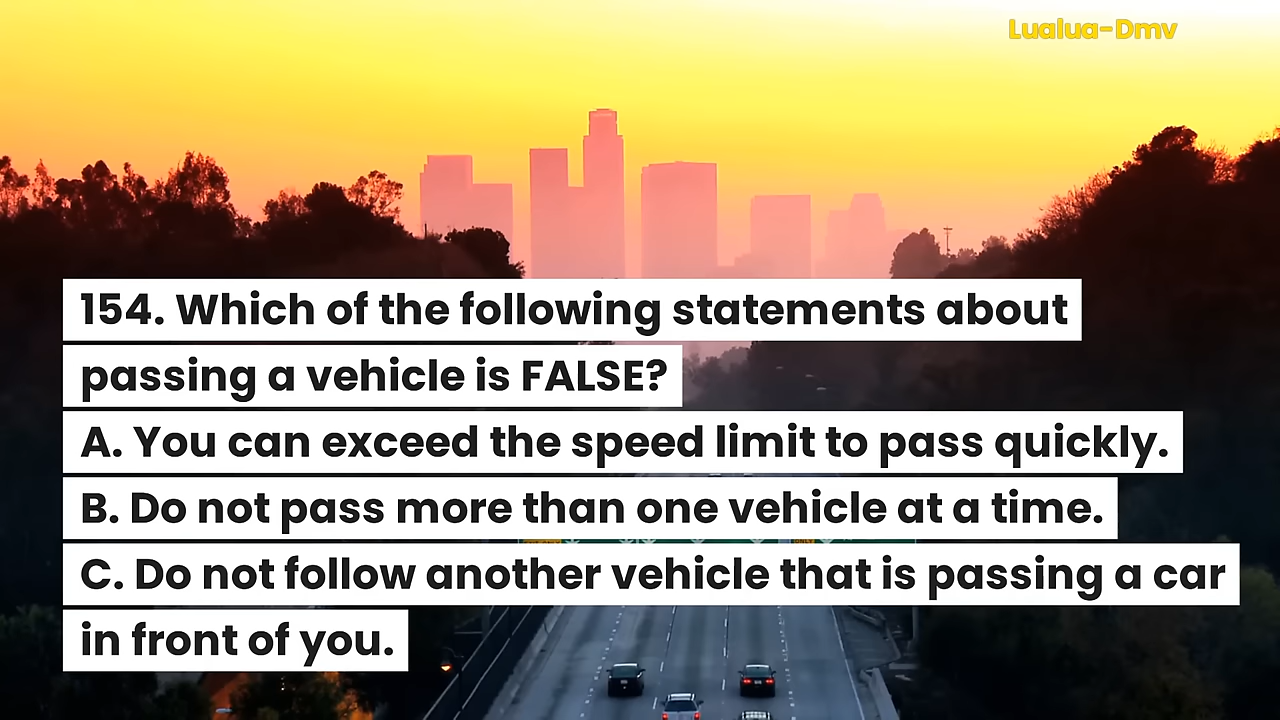 Lualua-Dmv
154. Which of the following statements about
passing a vehicle is FALSE?
A. You can exceed the speed limit to pass quickly.
B. Do not pass more than one vehicle at a time.
C. Do not follow another vehicle that is passing a car
in front of you.